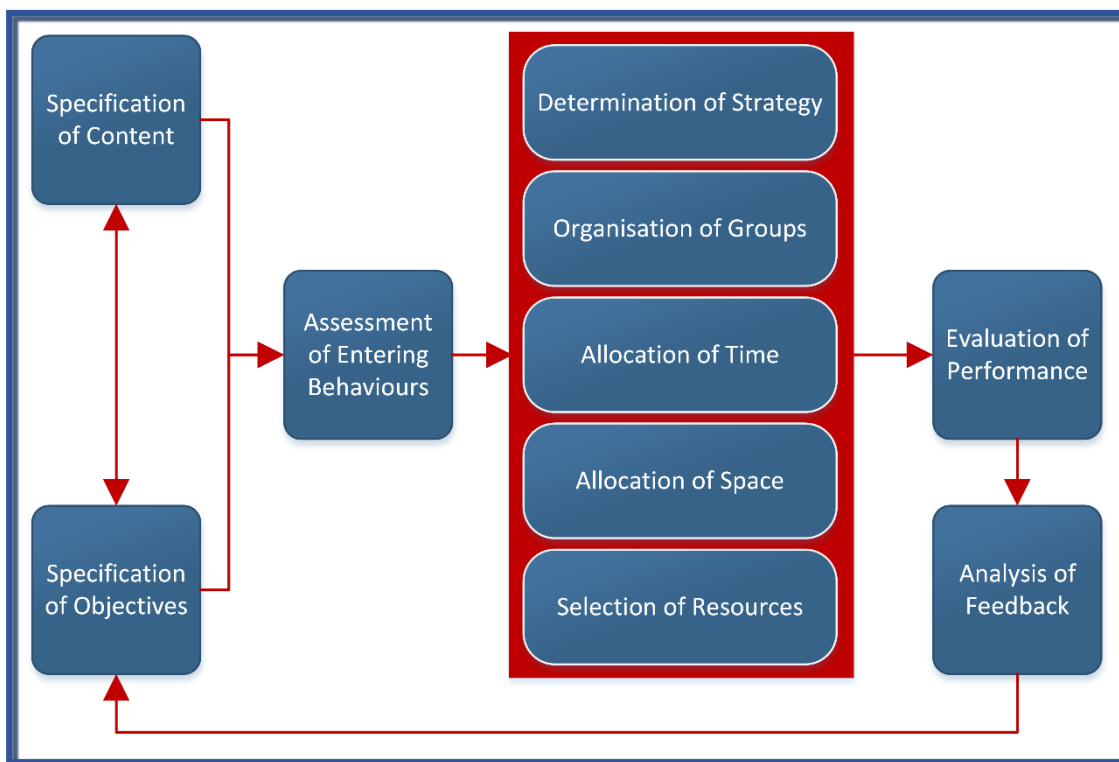 Specification
of Content
Specification
of Objectives
Assessment
of Entering
Behaviours
Determination of Strategy
Organisation of Groups
Allocation of Time
Allocation of Space
Selection of Resources
Evaluation of
Performance
Analysis of
Feedback